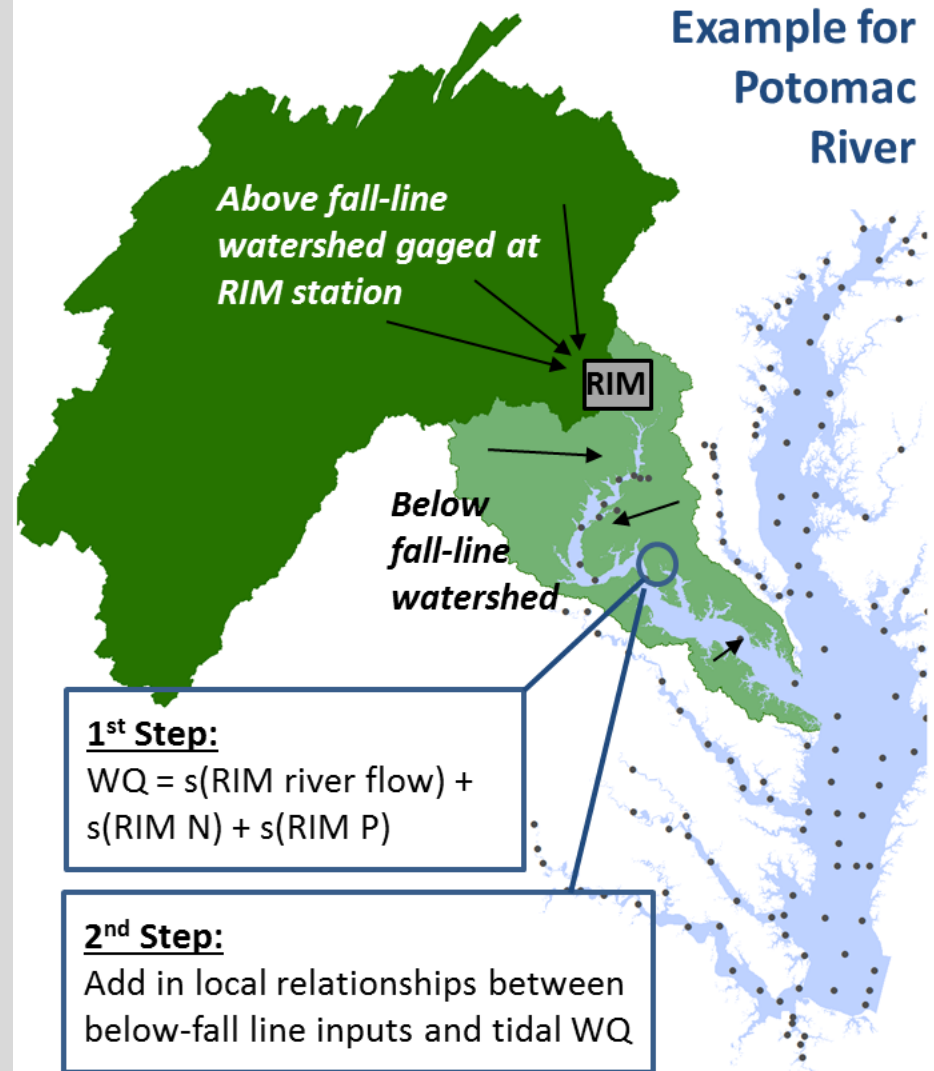 Example for
Potomac
River
Above fall-line
watershed gaged at
RIM station
RIM
Below
fall-line
watershed
1st Step:
WQ = s(RIM river flow) +
s(RIM N) + s(RIM P)
2nd Step:
Add in local relationships between
below-fall line inputs and tidal WQ